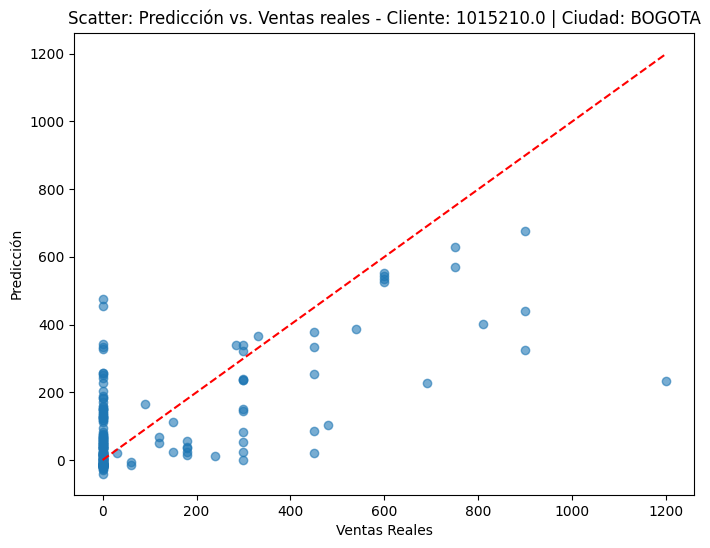 Scatter: Predicción vs. Ventas reales - Cliente: 1015210.0 | Ciudad: BOGOTA
1200
1000
800
600
400
200
0
Predicción
0 200 400 600 800 1000 1200
Ventas Reales